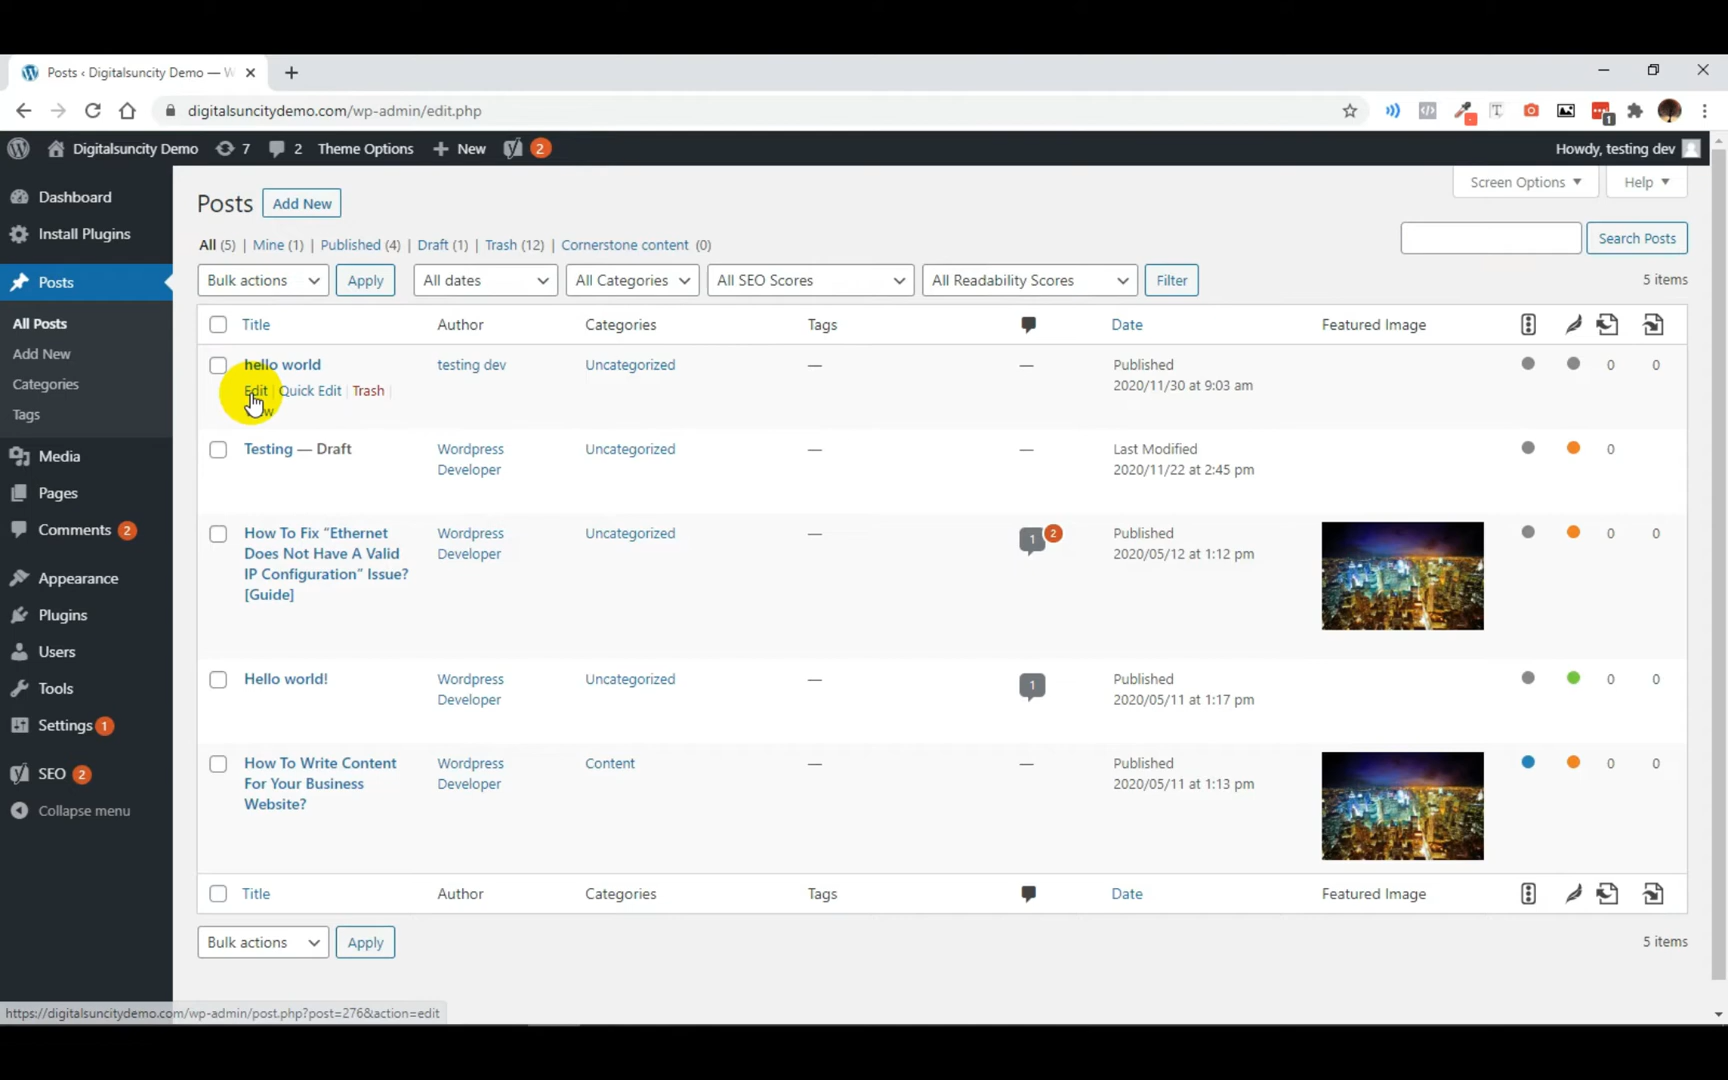 Posts ‹ Digitalsuncity Demo — W
digitalsuncitydemo.com/wp-admin/edit.php
1
Digitalsuncity Demo 7 2 Theme Options New 2
Howdy, testing dev
Dashboard
Install Plugins
Posts
All Posts
Add New
Categories
Tags
Media
Pages
Comments 2
Appearance
Plugins
Users
Tools
Settings 1
SEO 2
Collapse menu
Screen Options Help
Posts Add New
All (5) | Mine (1) | Published (4) | Draft (1) | Trash (12) | Cornerstone content (0)
Search Posts
Bulk actions Apply All dates All Categories All SEO Scores All Readability Scores Filter 5 items
Title Author Categories Tags Date Featured Image
hello world testing dev Uncategorized — — Published 0 0
2020/11/30 at 9:03 am
Edit | Quick Edit | Trash |
Testing — Draft Wordpress Uncategorized — — Last Modified 0
Developer 2020/11/22 at 2:45 pm
How To Fix “Ethernet Wordpress Uncategorized — 1 2 Published 0 0
Does Not Have A Valid Developer 2020/05/12 at 1:12 pm
IP Configuration” Issue?
[Guide]
Hello world! Wordpress Uncategorized — 1 Published 0 0
Developer 2020/05/11 at 1:17 pm
How To Write Content Wordpress Content — — Published 0 0
For Your Business Developer 2020/05/11 at 1:13 pm
Website?
Title Author Categories Tags Date Featured Image
Bulk actions Apply 5 items
https://digitalsuncitydemo.com/wp-admin/post.php?post=276&action=edit